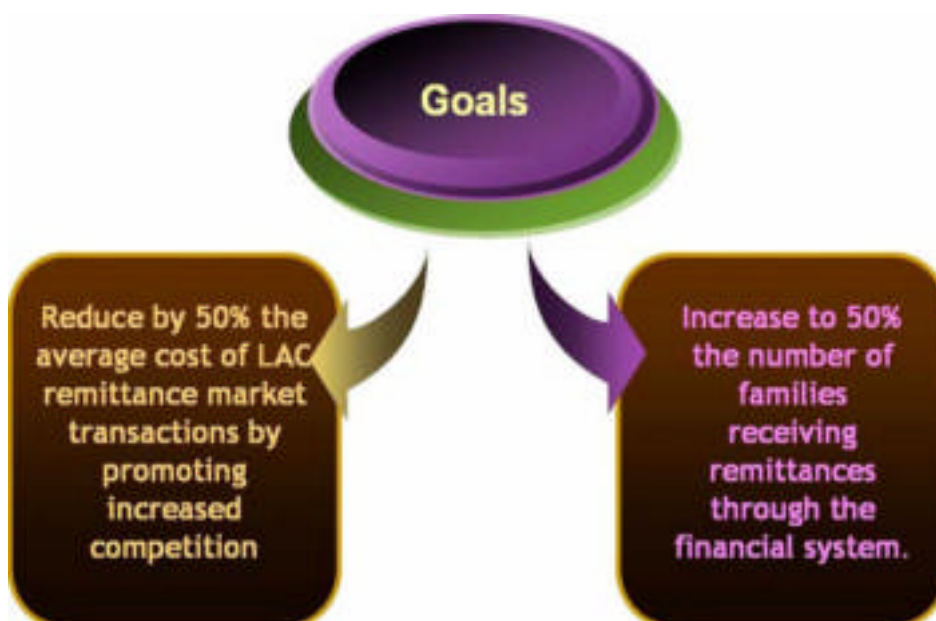 Goals
Reduce by 50% the
average cost of LAC
remittance market
transactions by
promoting
increased
competition
Increase to 50%
the number of
families
receiving
remittances
through the
financial system.